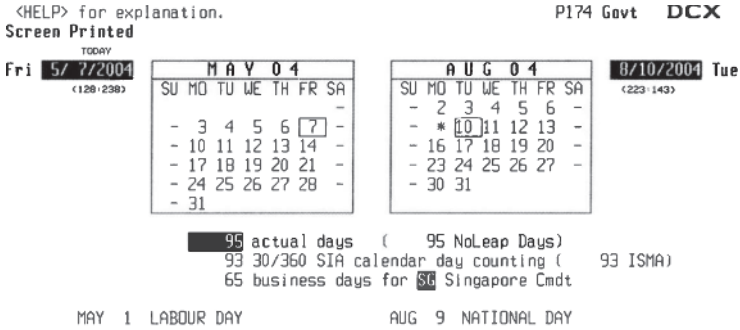 <HELP> for explanation. P174 Govt DCX
Screen Printed
TODAY
Fri 5/ 7/2004 MAY 04 AUG 04 8/10/2004 Tue
(128:238) SU MO TU WE TH FR SA SU MO TU WE TH FR SA (223:143)
- - 2 3 4 5 6 -
- 3 4 5 6 7 - - * 10 11 12 13 -
- 10 11 12 13 14 - - 16 17 18 19 20 -
- 17 18 19 20 21 - - 23 24 25 26 27 -
- 24 25 26 27 28 - - 30 31
- 31
95 actual days ( 95 NoLeap Days)
93 30/360 SIA calendar day counting ( 93 ISMA)
65 business days for SG Singapore Cmdt
MAY 1 LABOUR DAY AUG 9 NATIONAL DAY